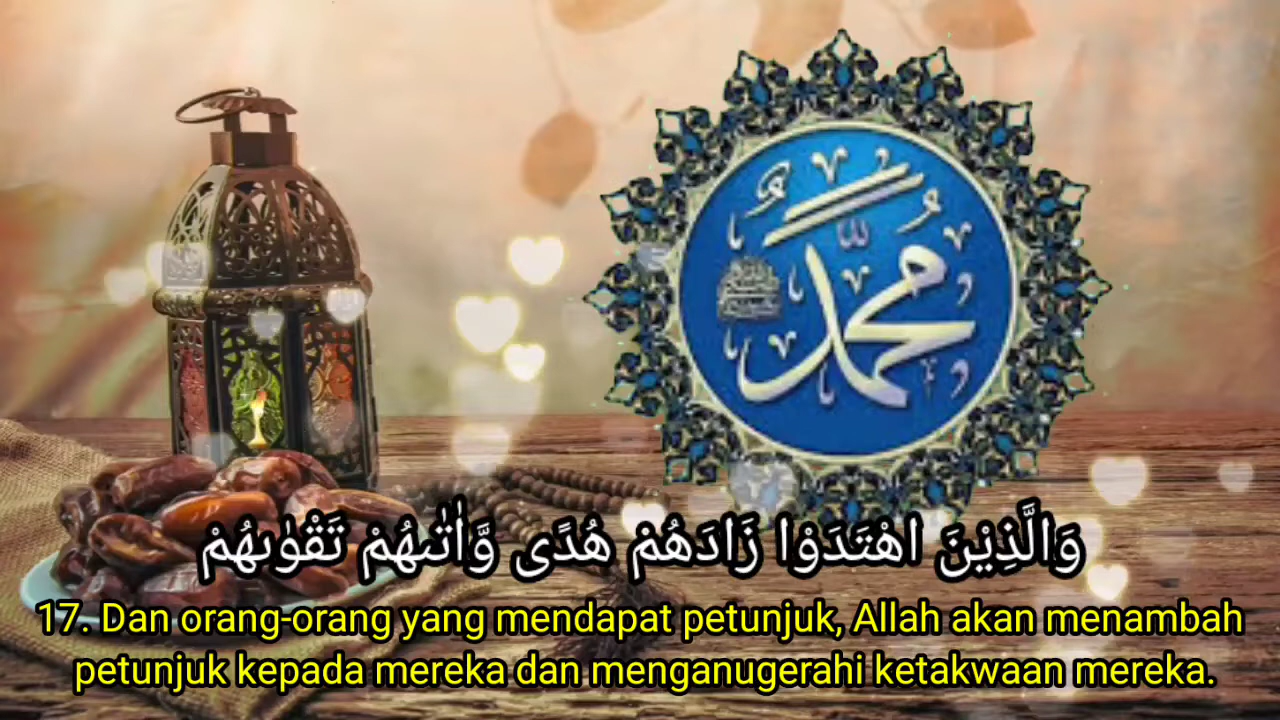 محمد
وَالَّذِيْنَ اهْتَدَوْا زَادَهُمْ هُدًى وَّاٰتٰىهُمْ تَقْوٰىهُمْ
17. Dan orang-orang yang mendapat petunjuk, Allah akan menambah
petunjuk kepada mereka dan menganugerahi ketakwaan mereka.